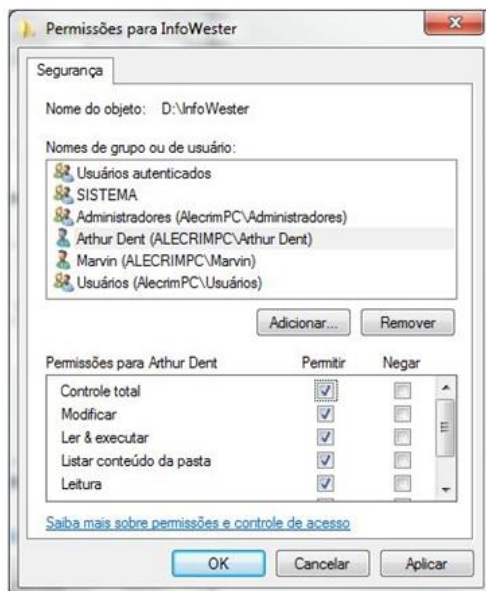 Permissões para InfoWester
Segurança
Nome do objeto: D:\InfoWester
Nomes de grupo ou de usuário:
Usuários autenticados
SISTEMA
Administradores (AlecrimPC\Administradores)
Arthur Dent (ALECRIMPC\Arthur Dent)
Marvin (ALECRIMPC\Marvin)
Usuários (AlecrimPC\Usuários)
Adicionar... Remover
Permissões para Arthur Dent Permitir Negar
Controle total
Modificar
Ler & executar
Listar conteúdo da pasta
Leitura
Saiba mais sobre permissões e controle de acesso
OK Cancelar Aplicar